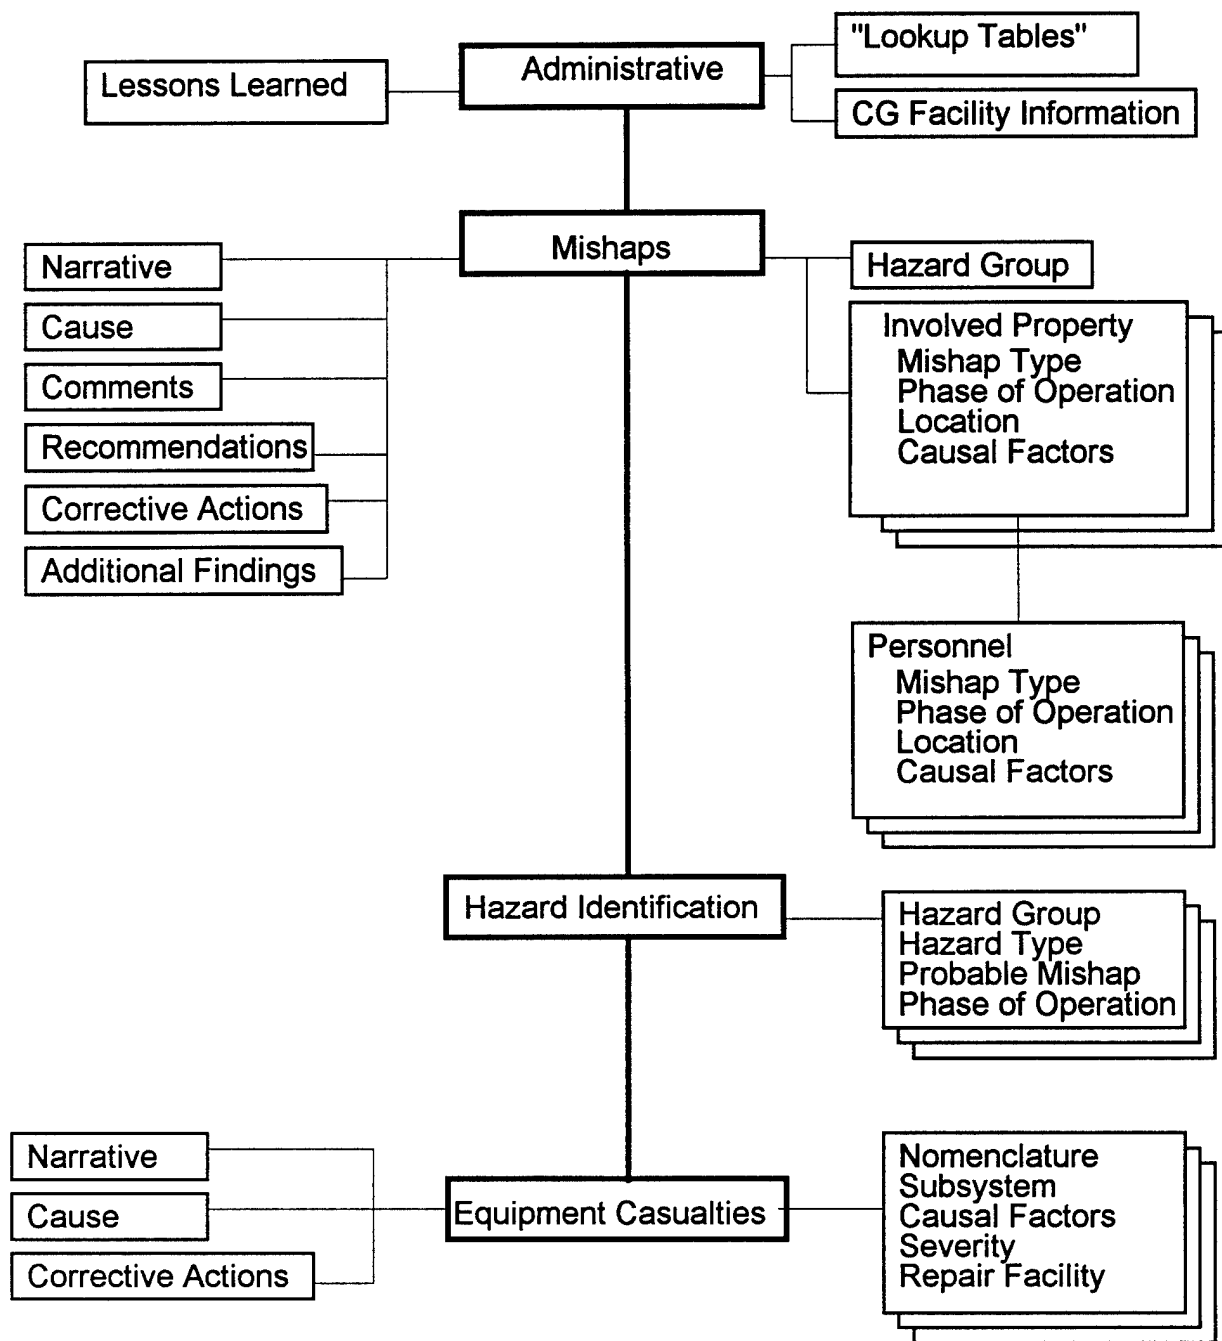 Lessons Learned
Administrative
"Lookup Tables"
CG Facility Information
Mishaps
Narrative
Cause
Comments
Recommendations
Corrective Actions
Additional Findings
Hazard Group
Involved Property
Mishap Type
Phase of Operation
Location
Causal Factors
Personnel
Mishap Type
Phase of Operation
Location
Causal Factors
Hazard Identification
Hazard Group
Hazard Type
Probable Mishap
Phase of Operation
Narrative
Cause
Corrective Actions
Equipment Casualties
Nomenclature
Subsystem
Causal Factors
Severity
Repair Facility